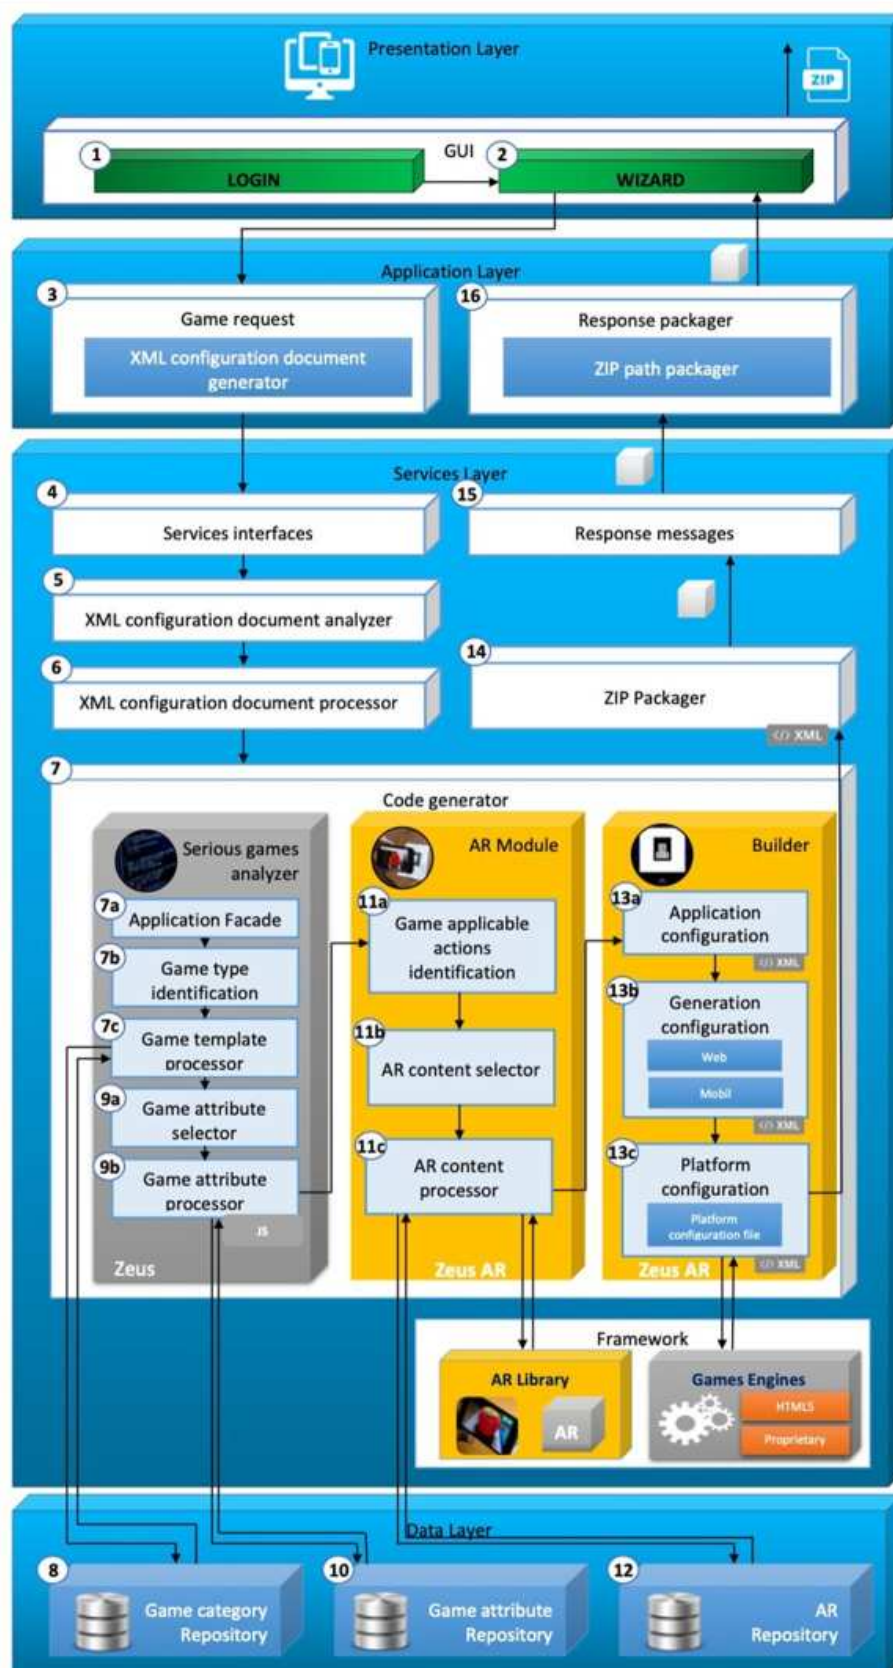 Presentation Layer
ZIP
GUI
1
LOGIN
2
WIZARD
Application Layer
3
Game request
XML configuration document
generator
16
Response packager
ZIP path packager
Services Layer
4
Services interfaces
15
Response messages
5
XML configuration document analyzer
6
XML configuration document processor
14
ZIP Packager
</> XML
7
Code generator
Serious games
analyzer
7a
Application Facade
7b
Game type
identification
7c
Game template
processor
9a
Game attribute
selector
9b
Game attribute
processor
JS
Zeus
AR Module
11a
Game applicable
actions
identification
11b
AR content selector
11c
AR content
processor
Zeus AR
Builder
13a
Application
configuration
</> XML
13b
Generation
configuration
Web
Mobil
</> XML
13c
Platform
configuration
Platform
configuration file
</> XML
Zeus AR
Framework
AR Library
AR
Games Engines
HTML5
Proprietary
Data Layer
8
Game category
Repository
10
Game attribute
Repository
12
AR
Repository